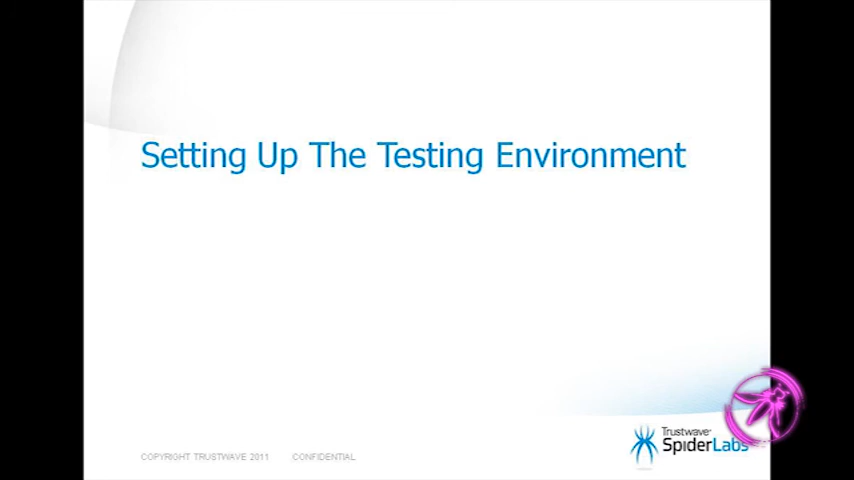 Setting Up The Testing Environment
Trustwave®
SpiderLabs
COPYRIGHT TRUSTWAVE 2011 CONFIDENTIAL